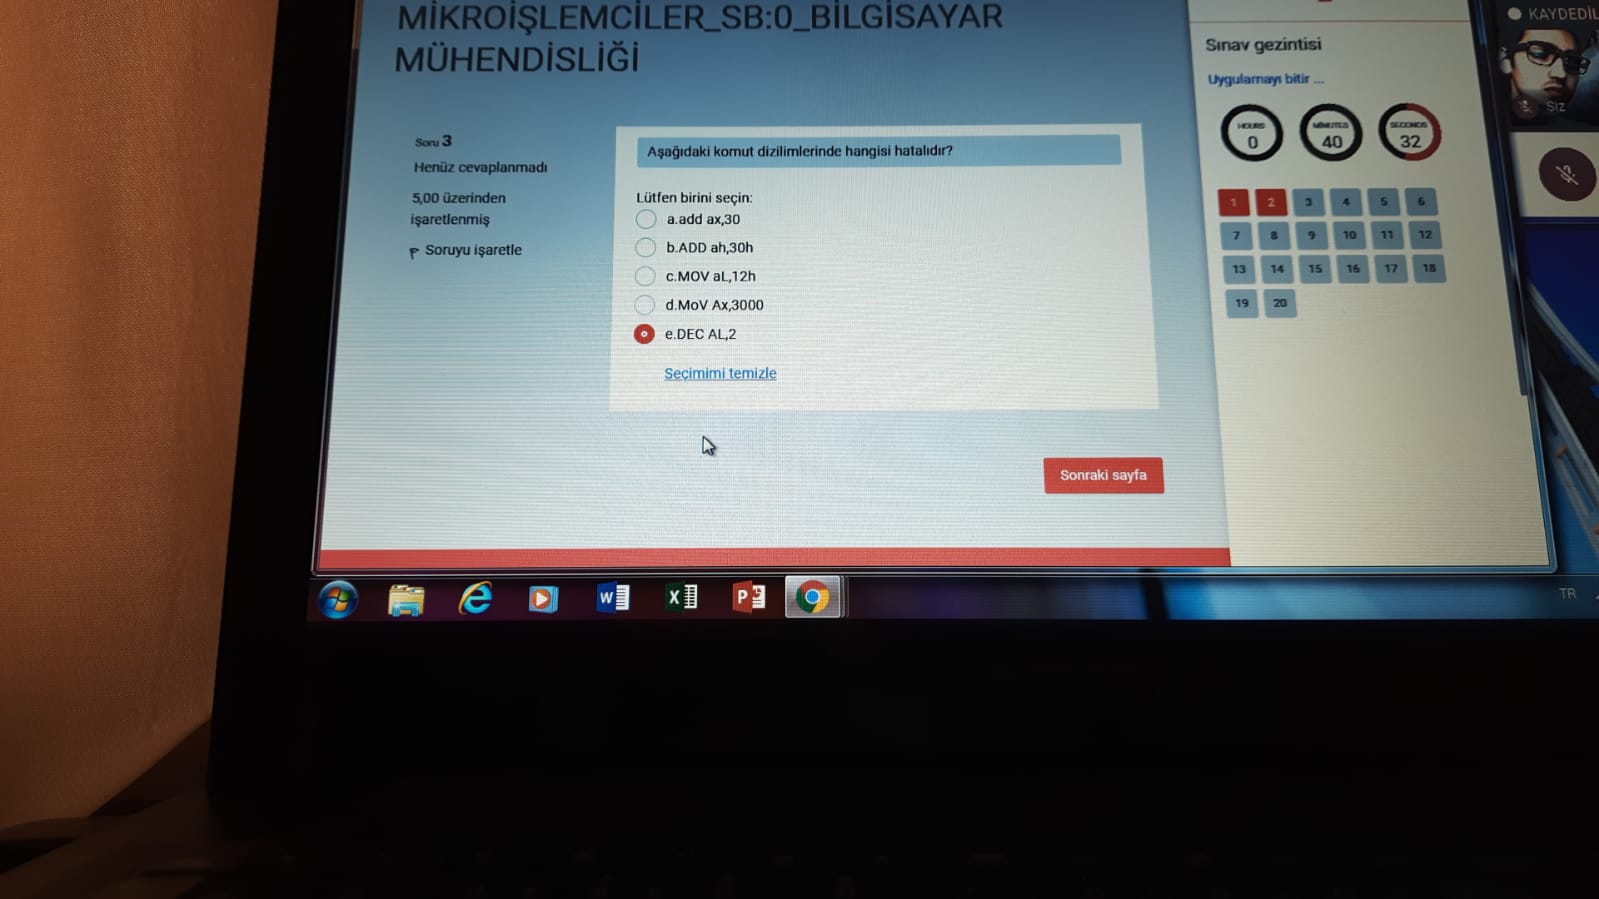 MİKROİŞLEMCİLER_SB:0_BİLGİSAYAR
MÜHENDİSLİĞİ
Soru 3
Henüz cevaplanmadı
5,00 üzerinden
işaretlenmiş
Soruyu işaretle
Aşağıdaki komut dizilimlerinde hangisi hatalıdır?
Lütfen birini seçin:
a.add ax,30
b.ADD ah,30h
c.MOV aL,12h
d.MoV Ax,3000
e.DEC AL,2
Seçimimi temizle
Sonraki sayfa
Sınav gezintisi
Uygulamayı bitir ...
HOURS
0
MINUTES
40
SECONDS
32
1 2 3 4 5 6
7 8 9 10 11 12
13 14 15 16 17 18
19 20
KAYDEDİL
Siz
TR